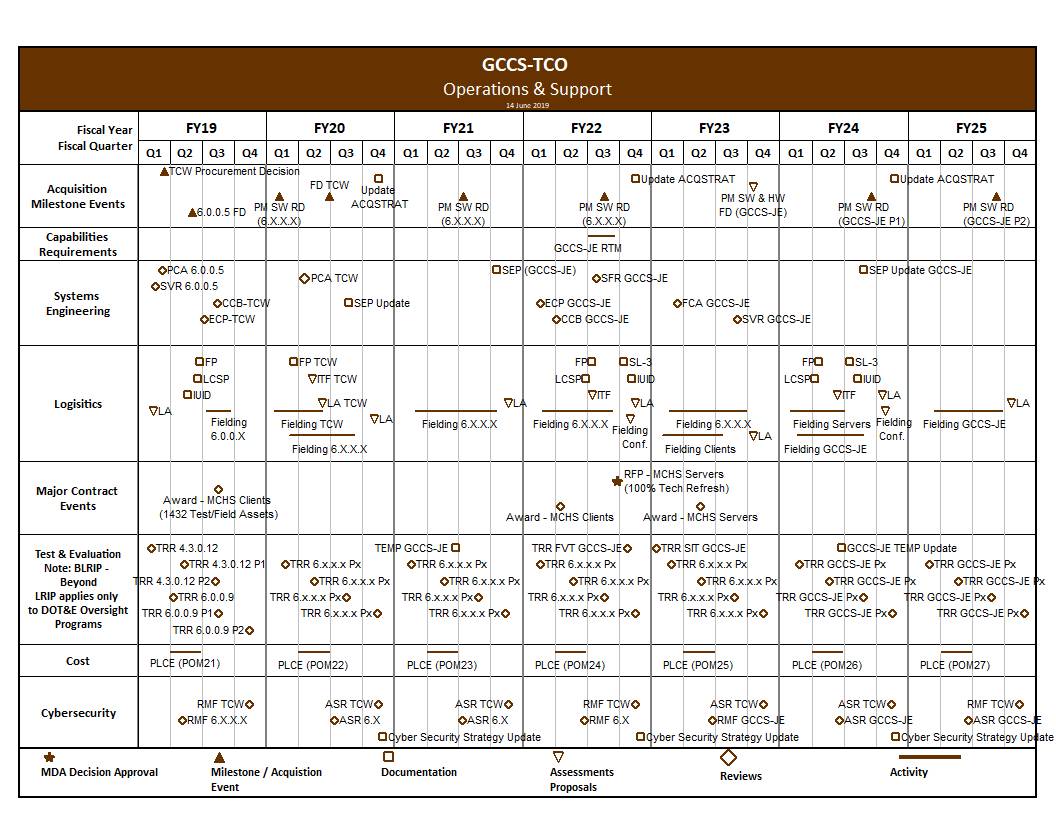 GCCS-TCO
Operations & Support
14 June 2019
Fiscal Year FY19 FY20 FY21 FY22 FY23 FY24 FY25
Fiscal Quarter Q1 Q2 Q3 Q4 Q1 Q2 Q3 Q4 Q1 Q2 Q3 Q4 Q1 Q2 Q3 Q4 Q1 Q2 Q3 Q4 Q1 Q2 Q3 Q4 Q1 Q2 Q3 Q4
Acquisition
Milestone Events
TCW Procurement Decision
6.0.0.5 FD
PM SW RD
(6.X.X.X)
FD TCW
Update
ACQSTRAT
PM SW RD
(6.X.X.X)
PM SW RD
(6.X.X.X)
Update ACQSTRAT
PM SW & HW
FD (GCCS-JE)
PM SW RD
(GCCS-JE P1)
Update ACQSTRAT
PM SW RD
(GCCS-JE P2)
Capabilities
Requirements
GCCS-JE RTM
Systems
Engineering
PCA 6.0.0.5
SVR 6.0.0.5
CCB-TCW
ECP-TCW
PCA TCW
SEP Update
SEP (GCCS-JE)
SFR GCCS-JE
ECP GCCS-JE
CCB GCCS-JE
FCA GCCS-JE
SVR GCCS-JE
SEP Update GCCS-JE
Logisitics
FP
LCSP
IUID
LA
Fielding
6.0.0.X
FP TCW
ITF TCW
LA TCW
LA
Fielding TCW
Fielding 6.X.X.X
LA
Fielding 6.X.X.X
FP
SL-3
LCSP
IUID
ITF
LA
Fielding 6.X.X.X
Fielding
Conf.
Fielding 6.X.X.X
LA
Fielding Clients
FP
SL-3
LCSP
IUID
ITF
LA
Fielding Servers
Fielding
Conf.
Fielding GCCS-JE
LA
Fielding GCCS-JE
Major Contract
Events
Award - MCHS Clients
(1432 Test/Field Assets)
RFP - MCHS Servers
(100% Tech Refresh)
Award - MCHS Clients
Award - MCHS Servers
Test & Evaluation
Note: BLRIP -
Beyond
LRIP applies only
to DOT&E Oversight
Programs
TRR 4.3.0.12
TRR 4.3.0.12 P1
TRR 4.3.0.12 P2
TRR 6.0.0.9
TRR 6.0.0.9 P1
TRR 6.0.0.9 P2
TRR 6.x.x.x Px
TRR 6.x.x.x Px
TRR 6.x.x.x Px
TRR 6.x.x.x Px
TEMP GCCS-JE
TRR 6.x.x.x Px
TRR 6.x.x.x Px
TRR 6.x.x.x Px
TRR 6.x.x.x Px
TRR FVT GCCS-JE
TRR 6.x.x.x Px
TRR 6.x.x.x Px
TRR 6.x.x.x Px
TRR 6.x.x.x Px
TRR SIT GCCS-JE
TRR 6.x.x.x Px
TRR 6.x.x.x Px
TRR 6.x.x.x Px
TRR 6.x.x.x Px
GCCS-JE TEMP Update
TRR GCCS-JE Px
TRR GCCS-JE Px
TRR GCCS-JE Px
TRR GCCS-JE Px
TRR GCCS-JE Px
TRR GCCS-JE Px
TRR GCCS-JE Px
TRR GCCS-JE Px
Cost
PLCE (POM21) PLCE (POM22) PLCE (POM23) PLCE (POM24) PLCE (POM25) PLCE (POM26) PLCE (POM27)
Cybersecurity
RMF TCW ASR TCW ASR TCW RMF TCW ASR TCW ASR TCW RMF TCW
RMF 6.X.X.X ASR 6.X ASR 6.X RMF 6.X RMF GCCS-JE ASR GCCS-JE ASR GCCS-JE
Cyber Security Strategy Update Cyber Security Strategy Update Cyber Security Strategy Update
MDA Decision Approval
Milestone / Acquistion
Event
Documentation
Assessments
Proposals
Reviews
Activity